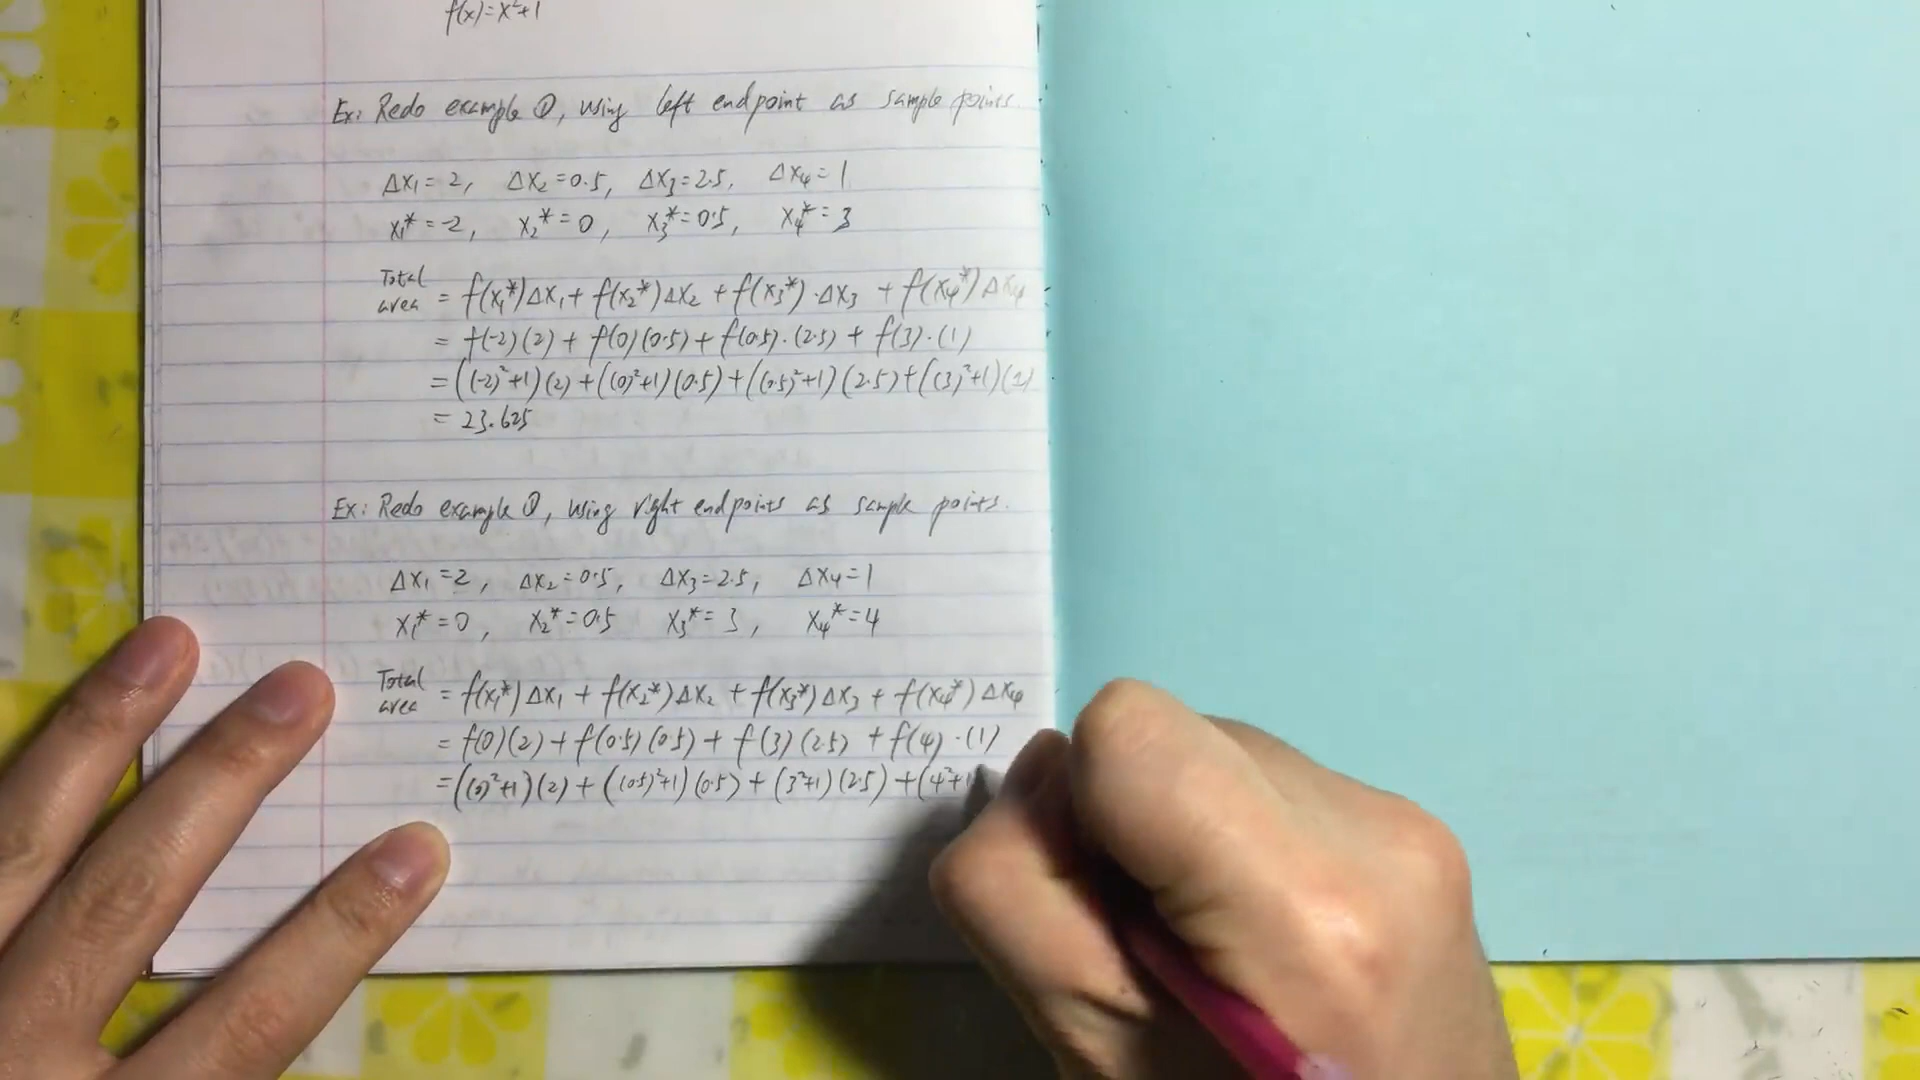 f(x)=x²+1
Ex: Redo example ①, using left endpoint as sample points.
Δx₁=2, Δx₂=0.5, Δx₃=2.5, Δx₄=1
x₁*=-2, x₂*=0, x₃*=0.5, x₄*=3
Total area = f(x₁*)Δx₁+f(x₂*)Δx₂+f(x₃*)·Δx₃+f(x₄*)Δx₄
= f(-2)(2)+f(0)(0.5)+f(0.5)·(2.5)+f(3)·(1)
=((-2)²+1)(2)+((0)²+1)(0.5)+((0.5)²+1)(2.5)+((3)²+1)(1)
= 23.625
Ex: Redo example ①, using right endpoints as sample points.
Δx₁=2, Δx₂=0.5, Δx₃=2.5, Δx₄=1
x₁*=0, x₂*=0.5 x₃*=3, x₄*=4
Total area = f(x₁*)Δx₁+f(x₂*)Δx₂+f(x₃*)Δx₃+f(x₄*)Δx₄
= f(0)(2)+f(0.5)(0.5)+f(3)(2.5)+f(4)·(1)
=((0)²+1)(2)+((0.5)²+1)(0.5)+(3²+1)(2.5)+(4²+1